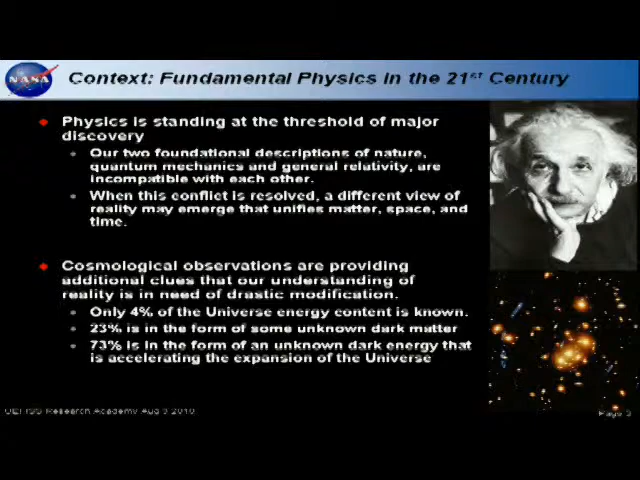 NASA
Context: Fundamental Physics in the 21st Century
Physics is standing at the threshold of major
discovery
Our two foundational descriptions of nature,
quantum mechanics and general relativity, are
incompatible with each other.
When this conflict is resolved, a different view of
reality may emerge that unifies matter, space, and
time.
Cosmological observations are providing
additional clues that our understanding of
reality is in need of drastic modification.
Only 4% of the Universe energy content is known.
23% is in the form of some unknown dark matter
73% is in the form of an unknown dark energy that
is accelerating the expansion of the Universe
ISS Research Academy Aug 3 2010
Page 3